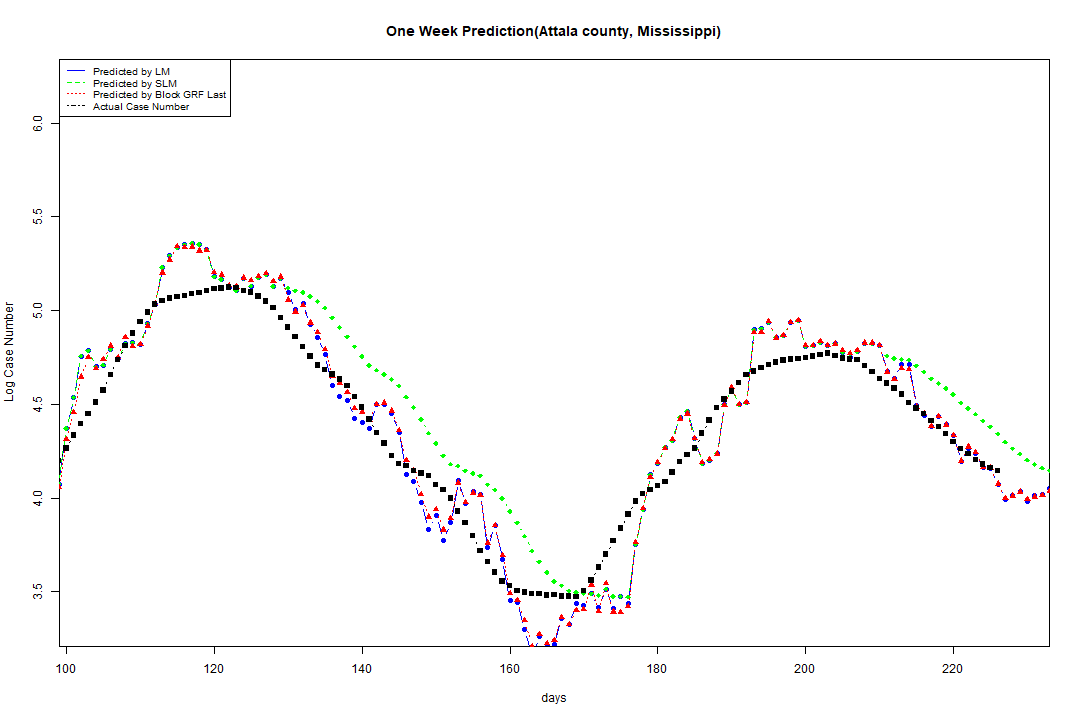 One Week Prediction(Attala county, Mississippi)
Predicted by LM
Predicted by SLM
Predicted by Block GRF Last
Actual Case Number
Log Case Number
6.0
5.5
5.0
4.5
4.0
3.5
100 120 140 160 180 200 220
days